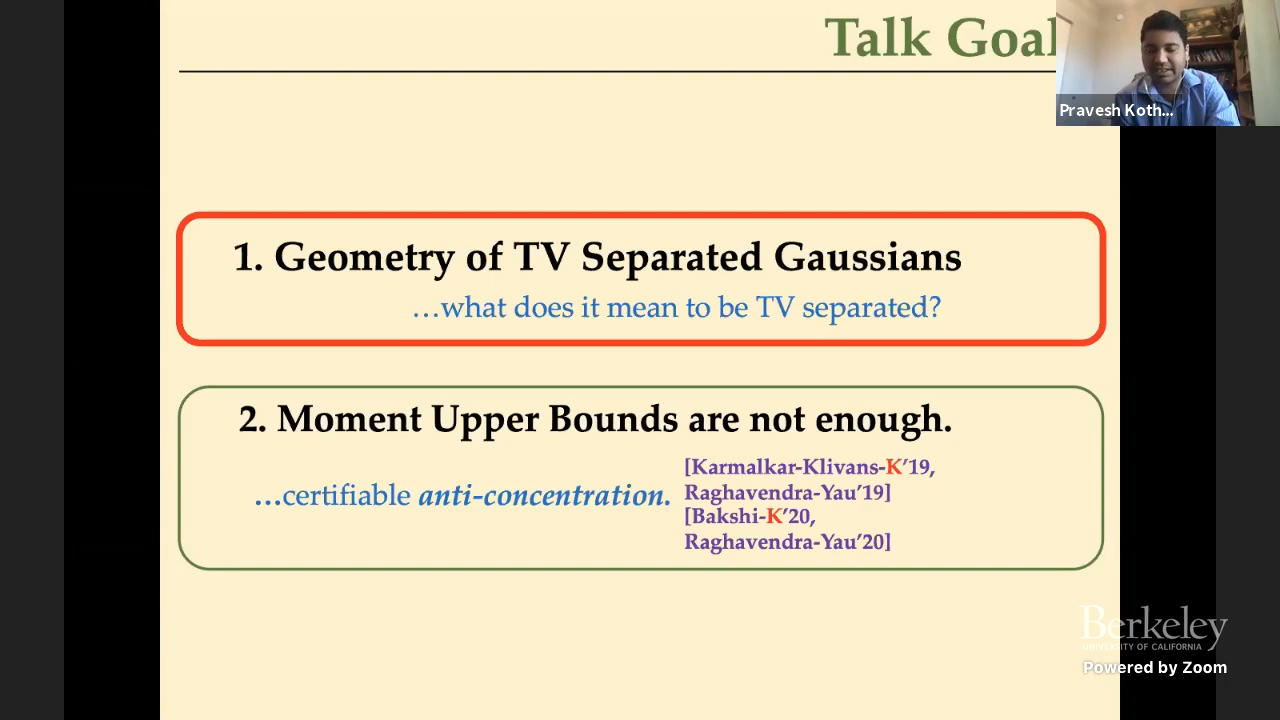 Talk Goal
Pravesh Koth...
1. Geometry of TV Separated Gaussians
...what does it mean to be TV separated?
2. Moment Upper Bounds are not enough.
...certifiable anti-concentration.
[Karmalkar-Klivans-K'19,
Raghavendra-Yau'19]
[Bakshi-K'20,
Raghavendra-Yau'20]
Berkeley
UNIVERSITY OF CALIFORNIA
Powered by Zoom